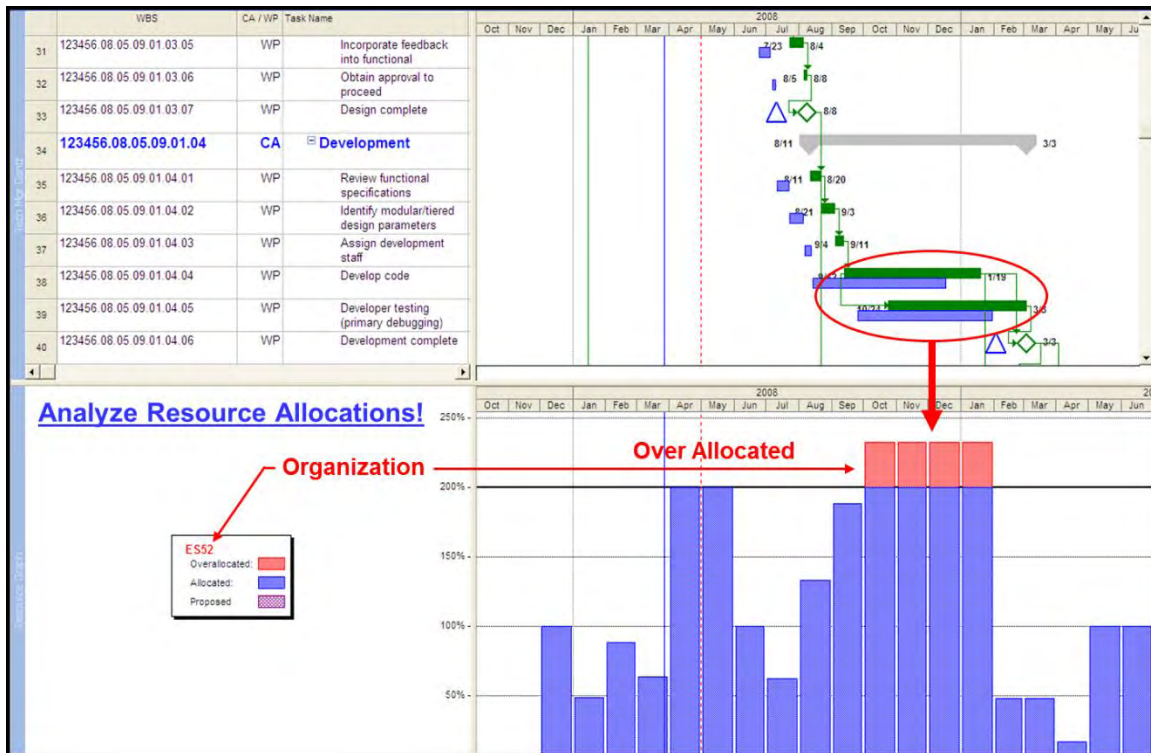 WBS CA / WP Task Name
2008
Oct Nov Dec Jan Feb Mar Apr May Jun Jul Aug Sep Oct Nov Dec Jan Feb Mar Apr May
31 123456.08.05.09.01.03.05 WP Incorporate feedback
into functional
7/23 8/4
32 123456.08.05.09.01.03.06 WP Obtain approval to
proceed
8/5 8/8
33 123456.08.05.09.01.03.07 WP Design complete
8/8
34 123456.08.05.09.01.04 CA Development
8/11 3/3
35 123456.08.05.09.01.04.01 WP Review functional
specifications
8/11 8/20
36 123456.08.05.09.01.04.02 WP Identify modular/tiered
design parameters
8/21 9/3
37 123456.08.05.09.01.04.03 WP Assign development
staff
9/4 9/11
38 123456.08.05.09.01.04.04 WP Develop code
1/19
39 123456.08.05.09.01.04.05 WP Developer testing
(primary debugging)
10/24
40 123456.08.05.09.01.04.06 WP Development complete
3/3
Tech Mgr Gantt
2008
Oct Nov Dec Jan Feb Mar Apr May Jun Jul Aug Sep Oct Nov Dec Jan Feb Mar Apr May Jun
Analyze Resource Allocations!
250%
Organization
Over Allocated
200%
ES52
Overallocated:
Allocated:
Proposed
150%
100%
50%
Resource Graph